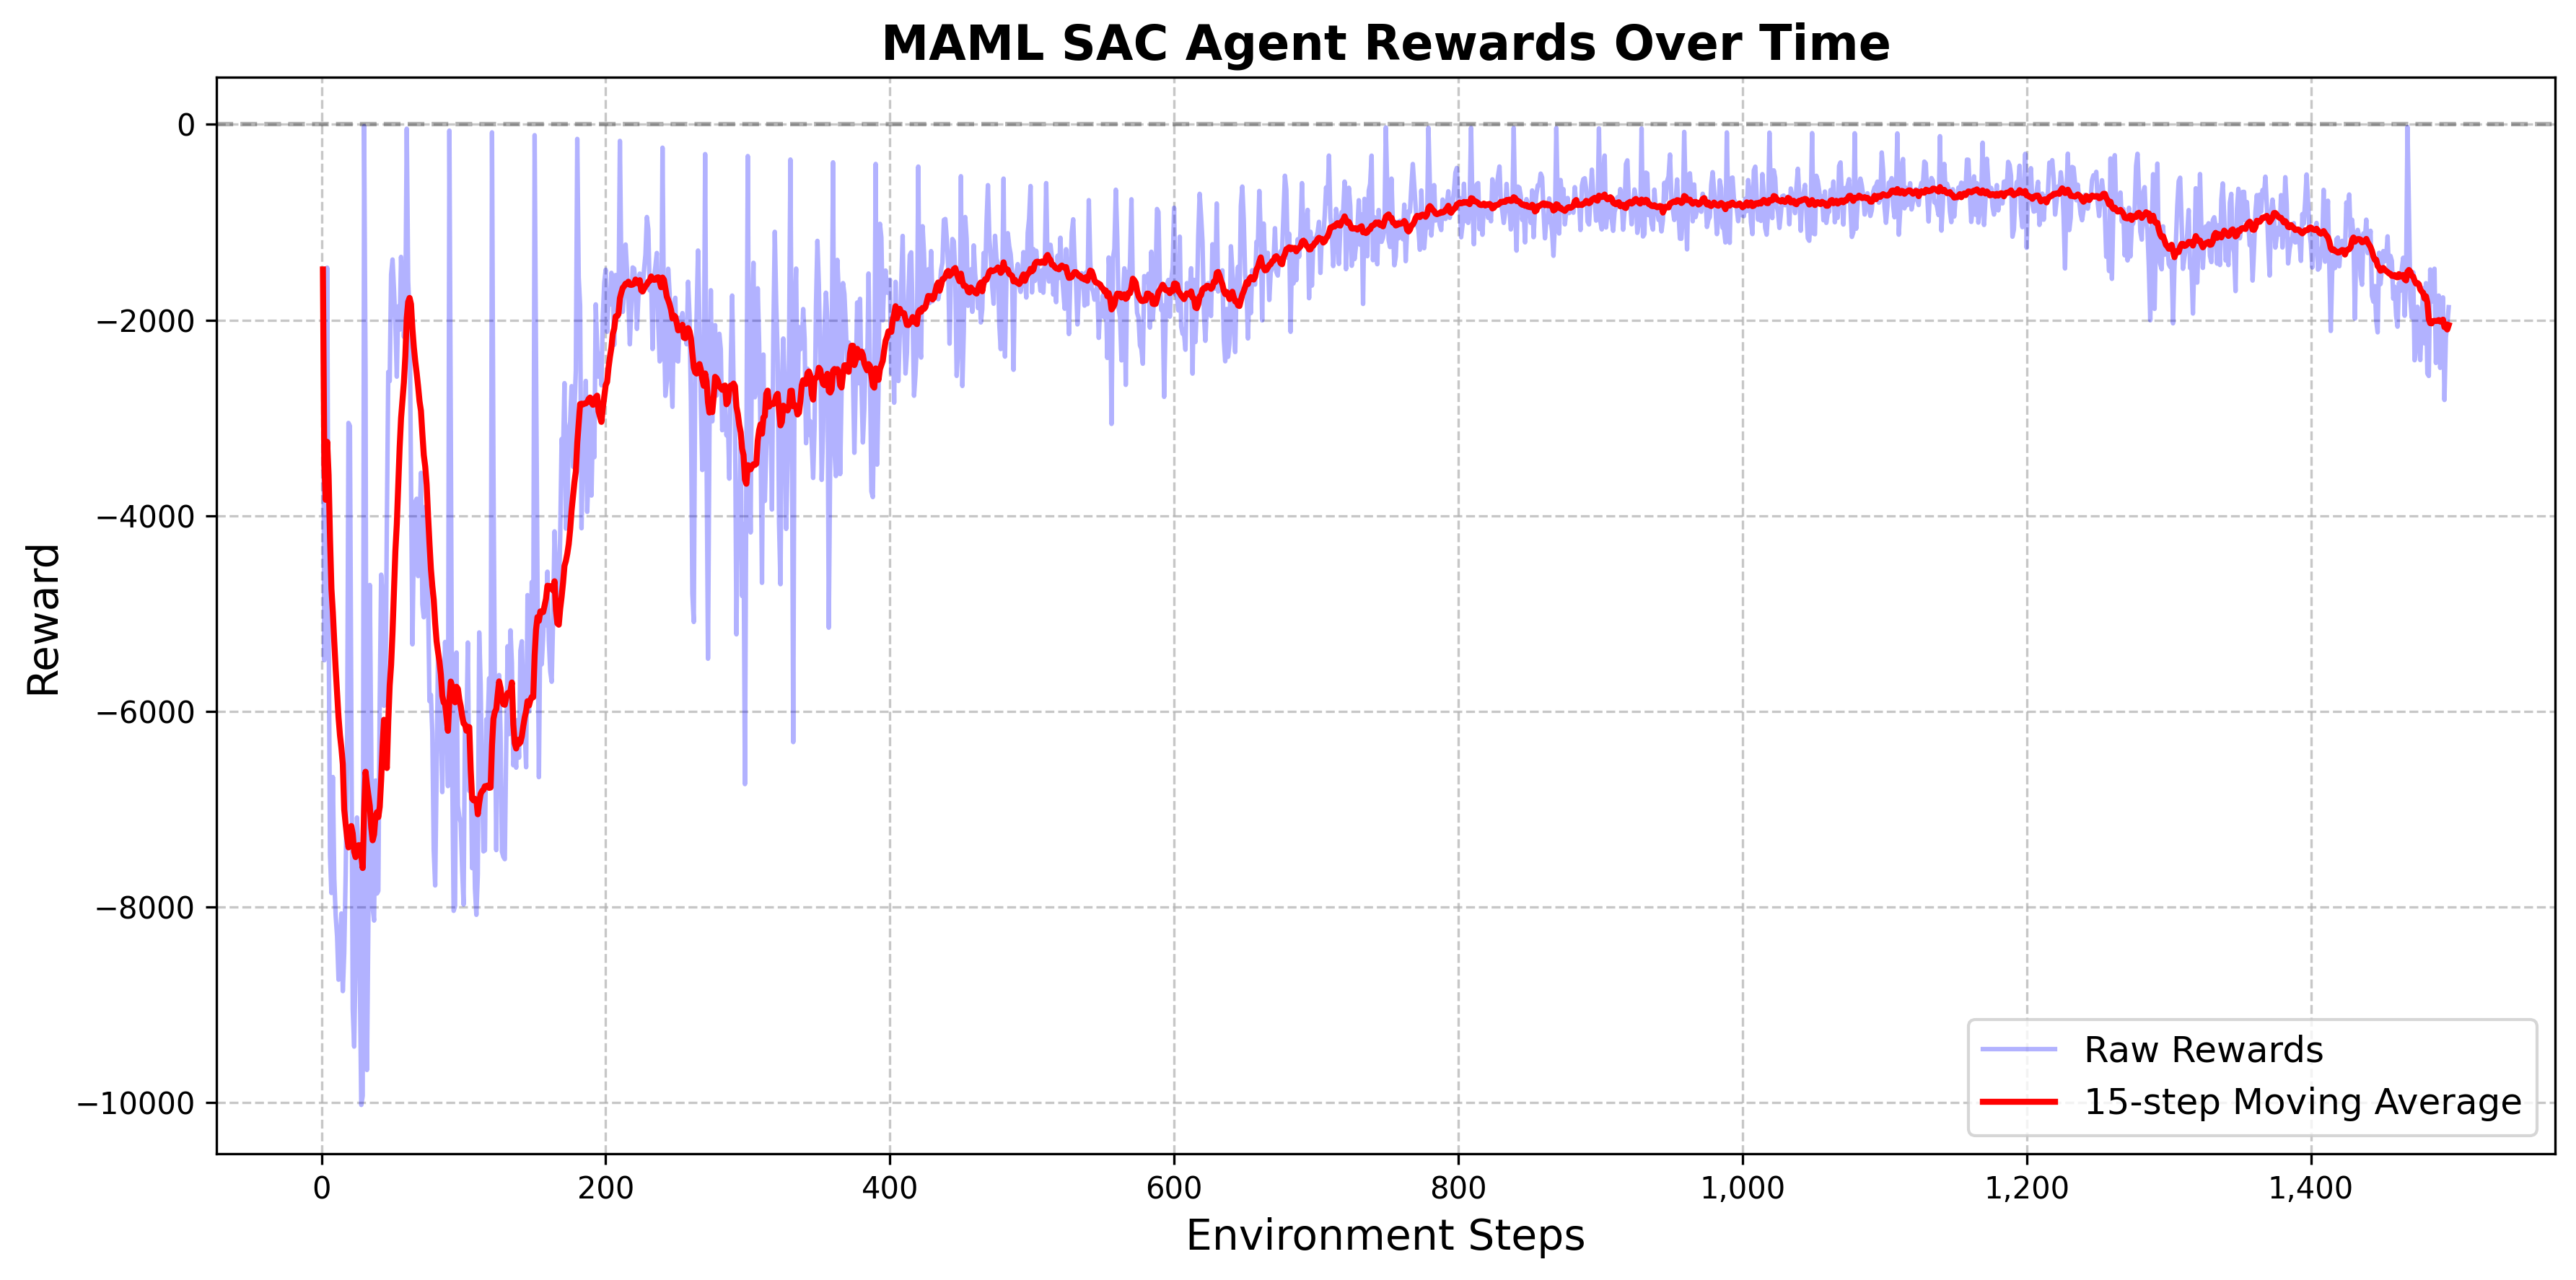 MAML SAC Agent Rewards Over Time
Reward
0
−2000
−4000
−6000
−8000
−10000
0
200
400
600
800
1,000
1,200
1,400
Environment Steps
Raw Rewards
15-step Moving Average